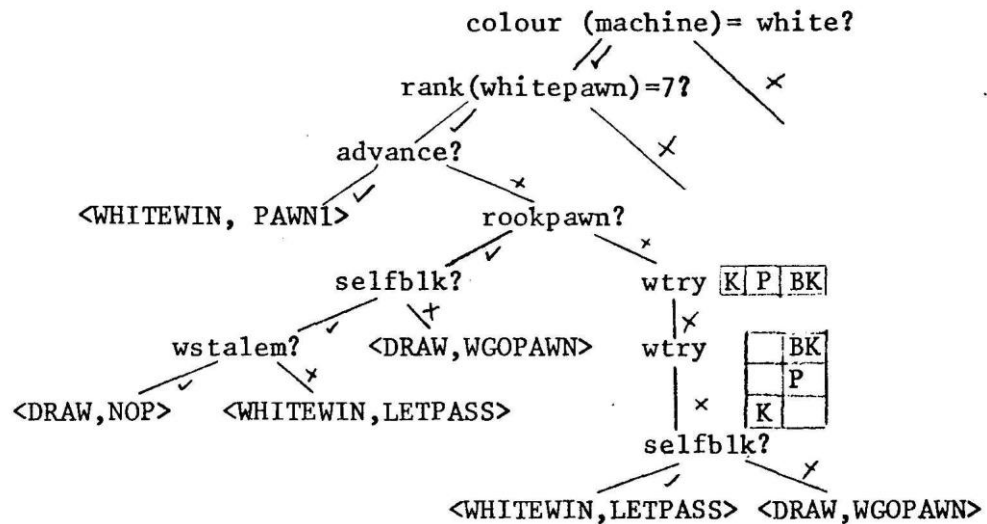 colour (machine)= white?
rank(whitepawn)=7?
advance?
<WHITEWIN, PAWN1>
rookpawn?
selfblk?
wtry K P BK
wstalem?
<DRAW,WGOPAWN>
wtry BK
P
K
<DRAW,NOP>
<WHITEWIN,LETPASS>
selfblk?
<WHITEWIN,LETPASS> <DRAW,WGOPAWN>